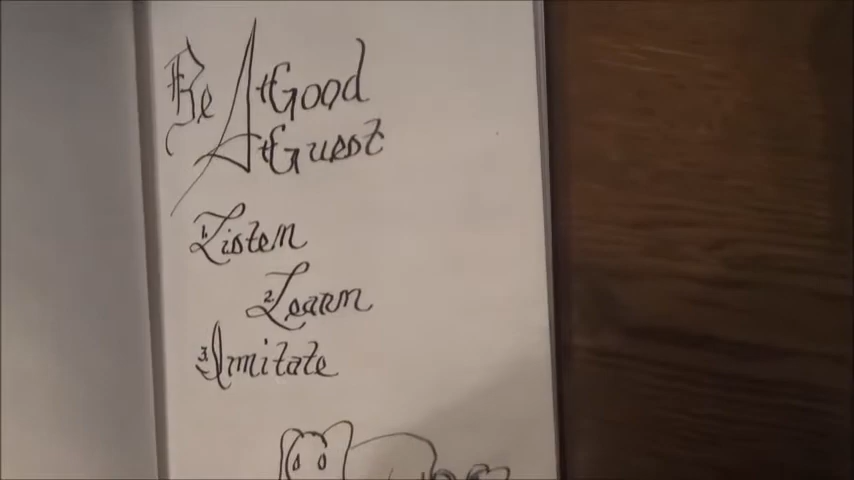 Be A Good
Guest
1. Listen
2. Learn
3. Imitate